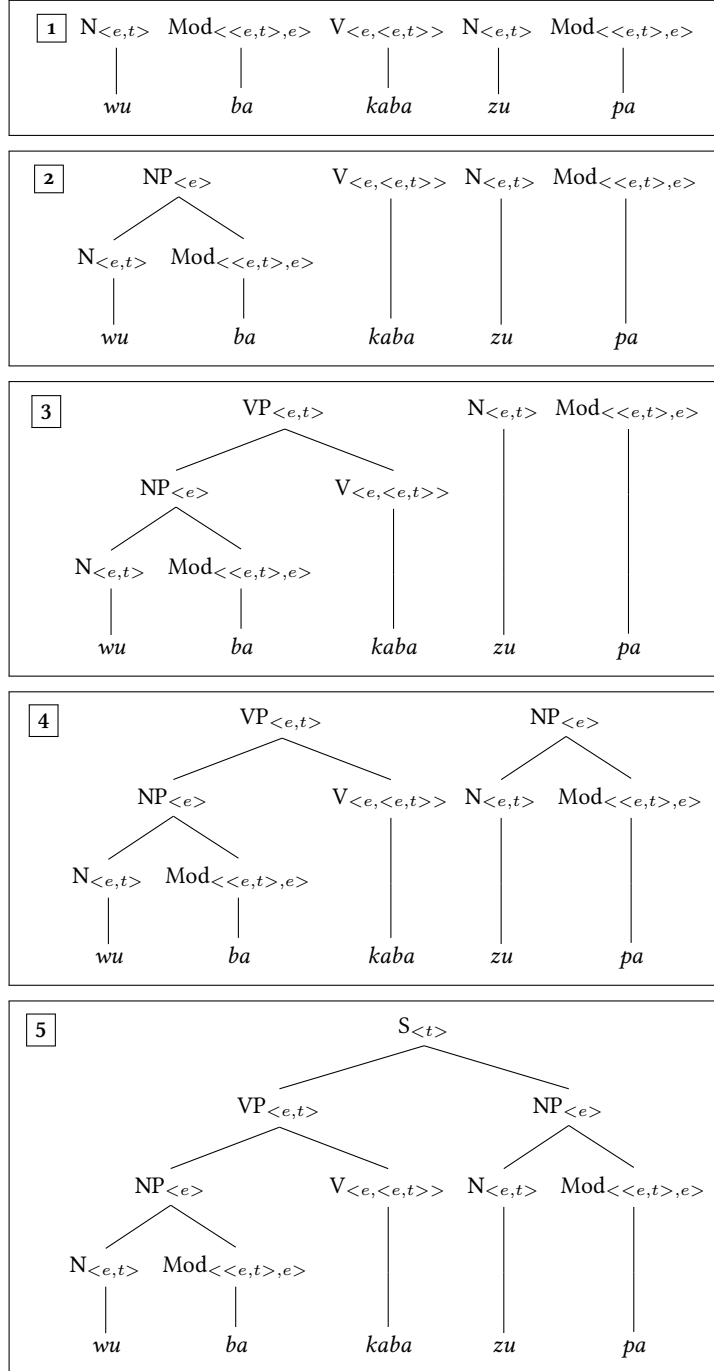 1 N<e,t> Mod<<e,t>,e> V<e,<e,t>> N<e,t> Mod<<e,t>,e>
wu ba kaba zu pa
2 NP<e> V<e,<e,t>> N<e,t> Mod<<e,t>,e>
N<e,t> Mod<<e,t>,e>
wu ba kaba zu pa
3 VP<e,t> N<e,t> Mod<<e,t>,e>
NP<e> V<e,<e,t>>
N<e,t> Mod<<e,t>,e>
wu ba kaba zu pa
4 VP<e,t> NP<e>
NP<e> V<e,<e,t>> N<e,t> Mod<<e,t>,e>
N<e,t> Mod<<e,t>,e>
wu ba kaba zu pa
5 S<t>
VP<e,t> NP<e>
NP<e> V<e,<e,t>> N<e,t> Mod<<e,t>,e>
N<e,t> Mod<<e,t>,e>
wu ba kaba zu pa